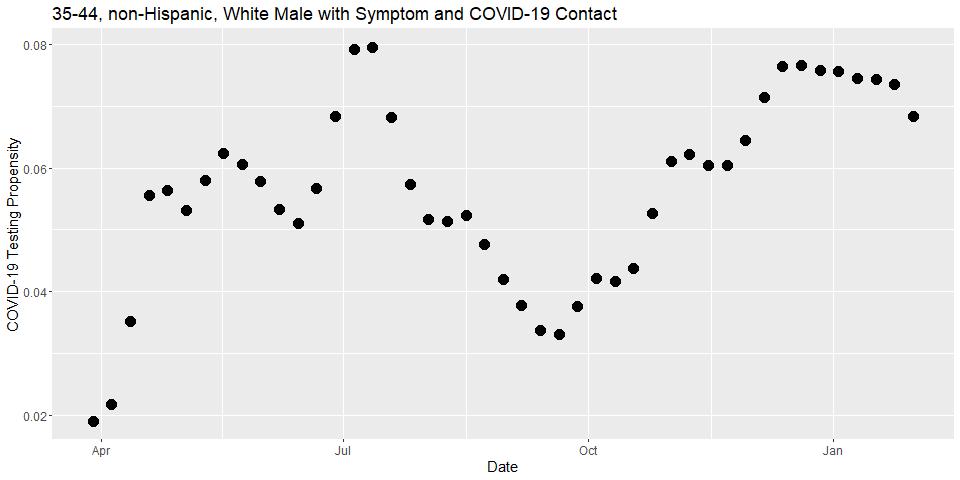 35-44, non-Hispanic, White Male with Symptom and COVID-19 Contact
COVID-19 Testing Propensity
0.08
0.06
0.04
0.02
Apr
Jul
Oct
Jan
Date